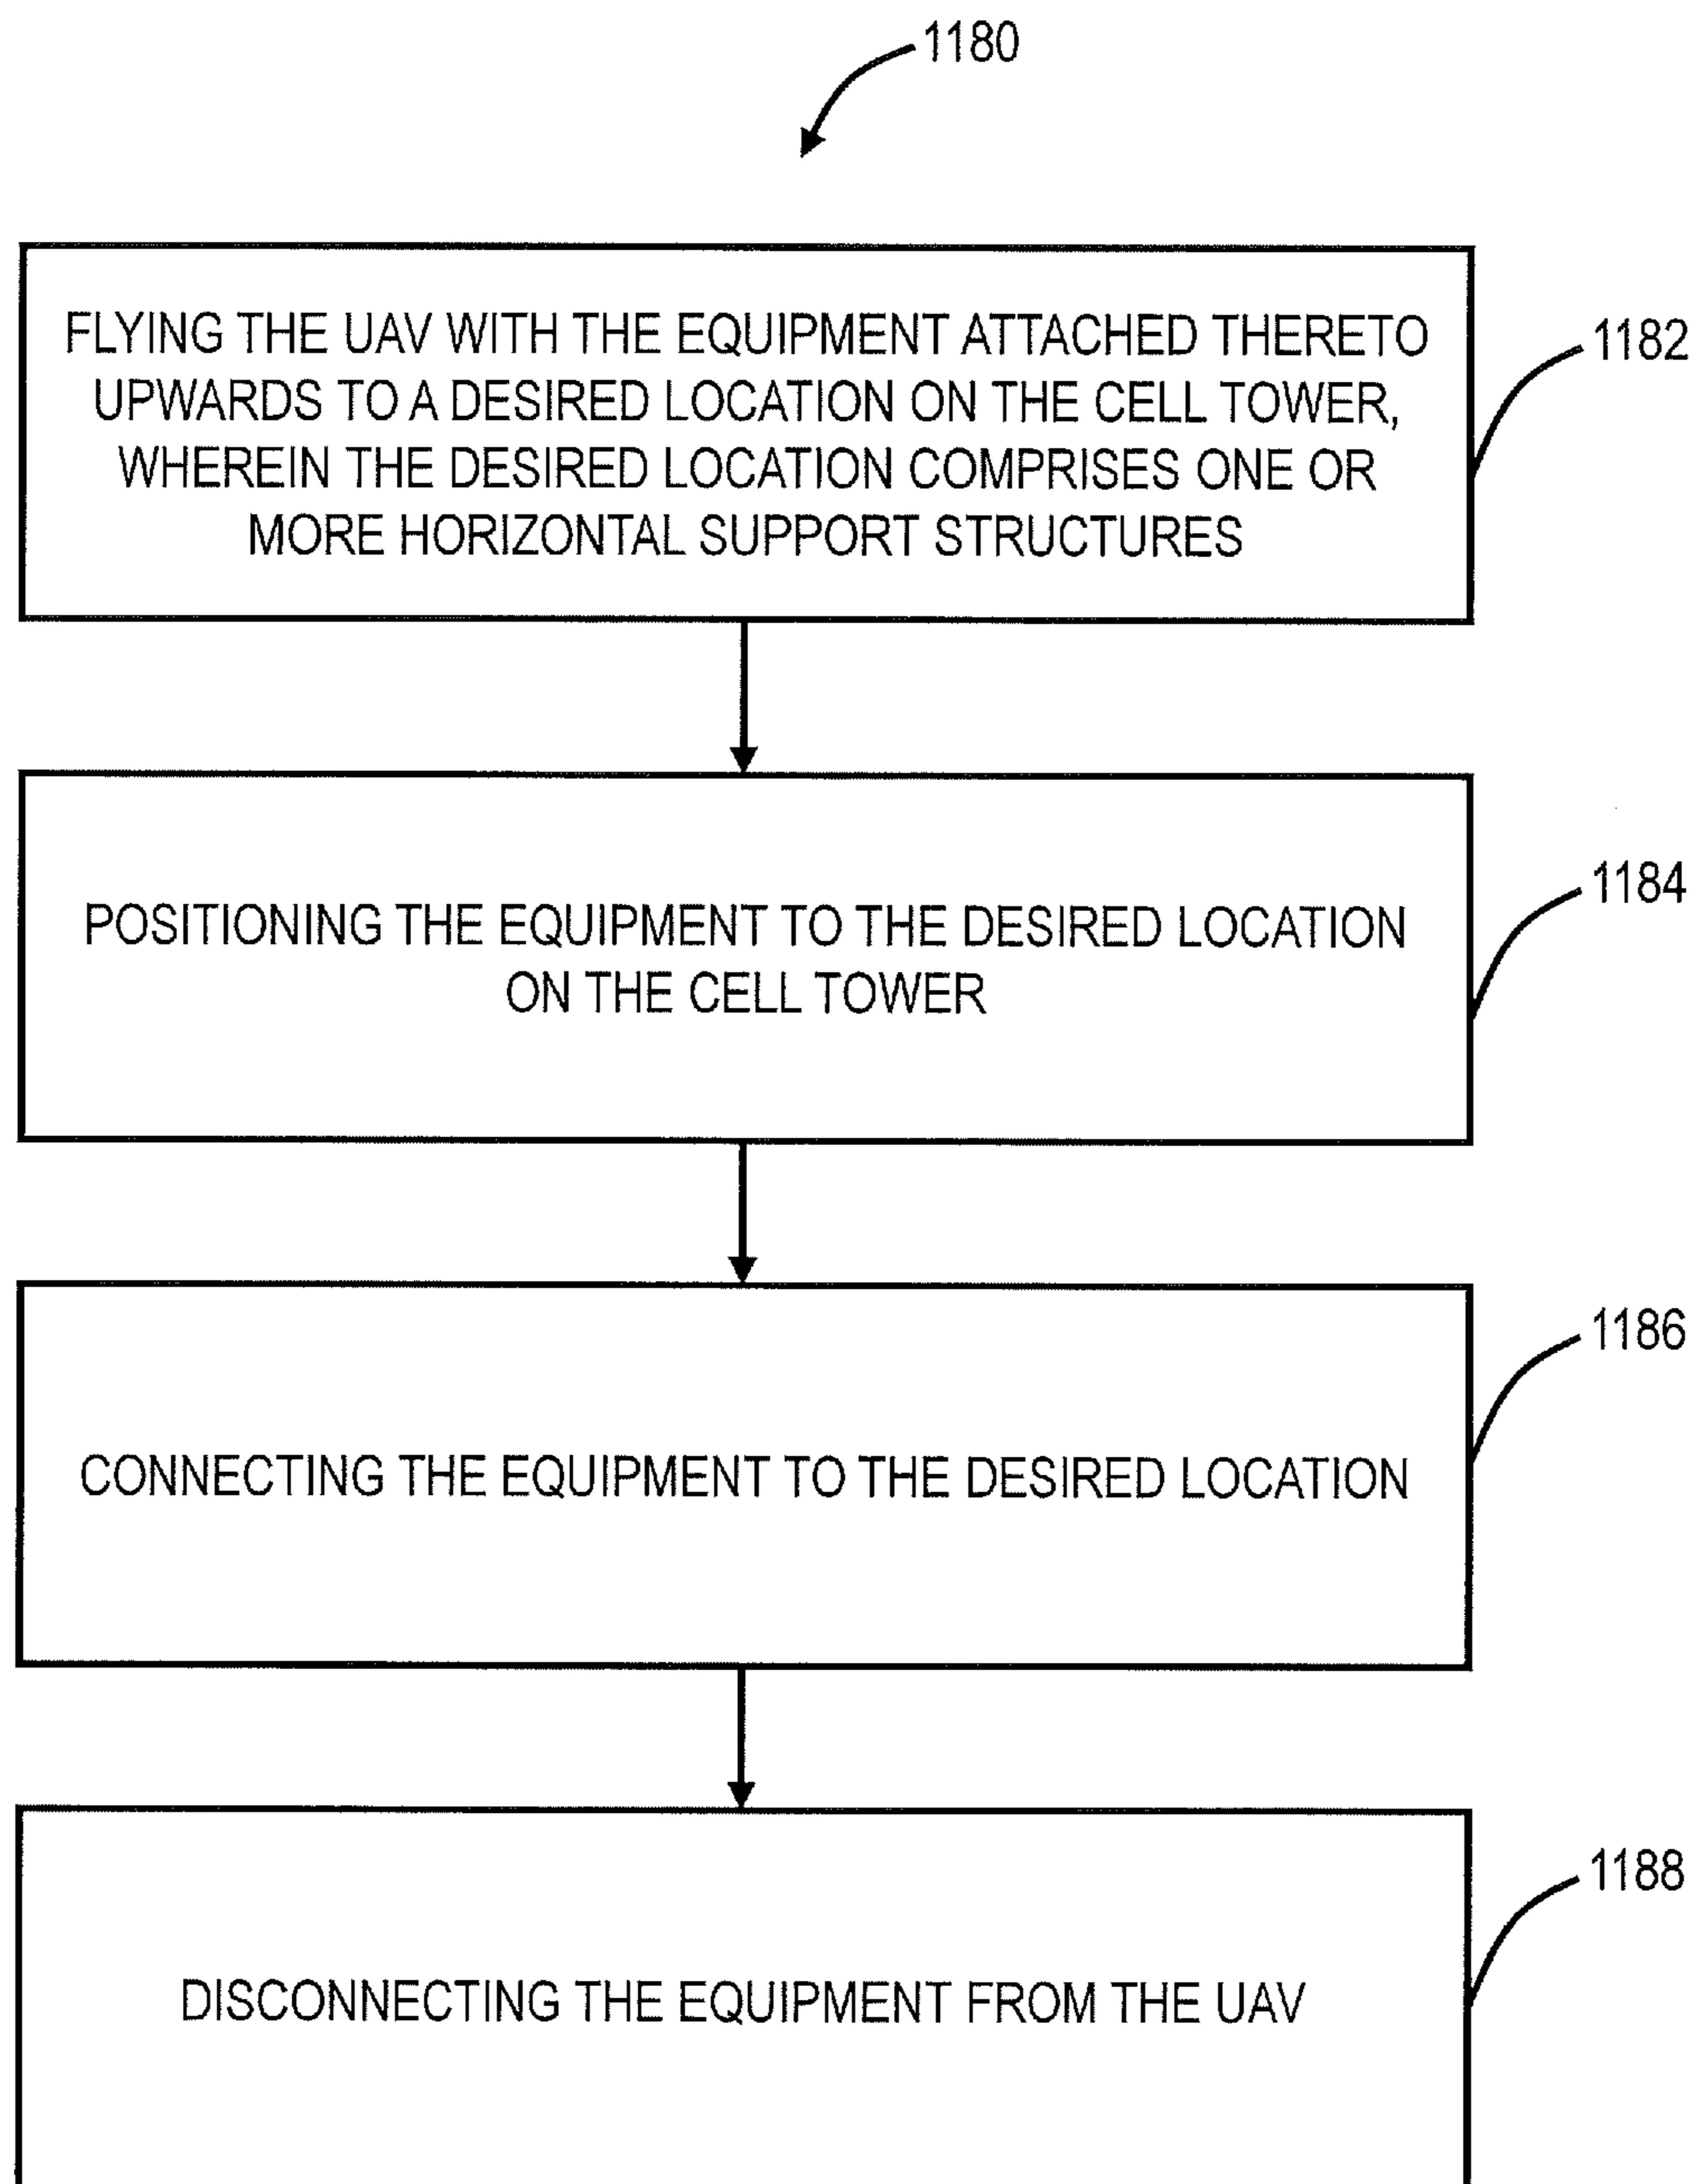 1180
FLYING THE UAV WITH THE EQUIPMENT ATTACHED THERETO
UPWARDS TO A DESIRED LOCATION ON THE CELL TOWER,
WHEREIN THE DESIRED LOCATION COMPRISES ONE OR
MORE HORIZONTAL SUPPORT STRUCTURES
1182
POSITIONING THE EQUIPMENT TO THE DESIRED LOCATION
ON THE CELL TOWER
1184
CONNECTING THE EQUIPMENT TO THE DESIRED LOCATION
1186
DISCONNECTING THE EQUIPMENT FROM THE UAV
1188